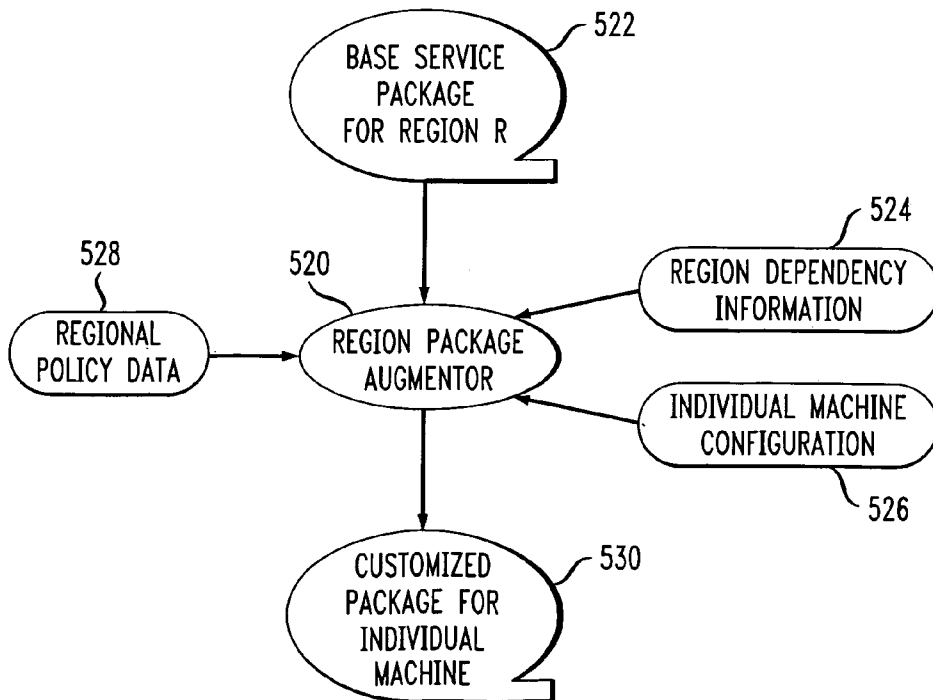 BASE SERVICE
PACKAGE
FOR REGION R
522
524
REGION DEPENDENCY
INFORMATION
528
REGIONAL
POLICY DATA
520
REGION PACKAGE
AUGMENTOR
INDIVIDUAL MACHINE
CONFIGURATION
526
CUSTOMIZED
PACKAGE FOR
INDIVIDUAL
MACHINE
530